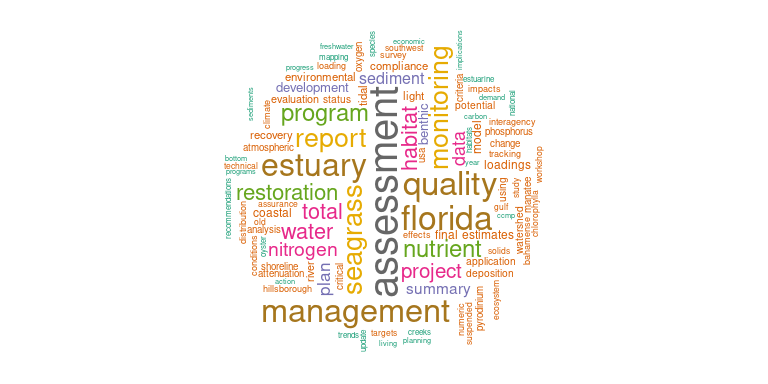 freshwater
oxygen
species
economic
southwest
survey
implications
mapping
progress
loading
compliance
monitoring
environmental
sediment
development
tidal
light
criteria
estuarine
impacts
demand
potential
national
sediments
climate
evaluation
status
assessment
carbon
program
habitat
benthic
model
interagency
phosphorus
recovery
report
data
habitats
change
atmospheric
usa
tracking
workshop
bottom
technical
programs
estuary
year
loadings
quality
recommendations
restoration
seagrass
using
study
manatee
chlorophyll
assurance
total
florida
gulf
ccmp
watershed
bahamense
distribution
coastal
old
water
effects
final
estimates
analysis
conditions
oyster
nitrogen
nutrient
solids
shoreline
river
plan
critical
project
application
attenuation
deposition
action
hillsborough
summary
ecosystem
management
numeric
suspended
pyrodinium
trends
update
targets
creeks
living
planning